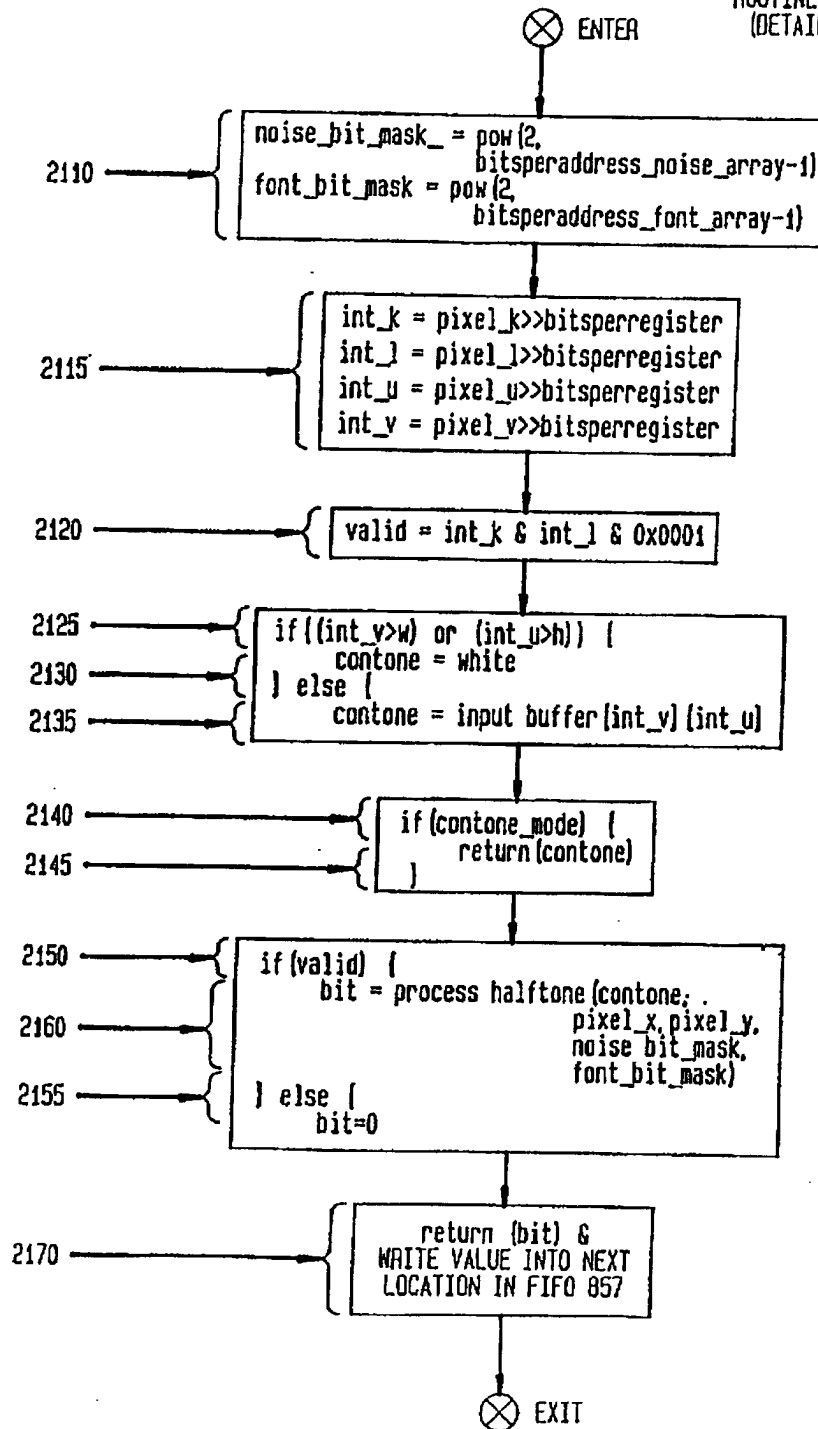 ENTER
(DETAI
2110
noise_bit_mask_ = pow(2,
bitsperaddress_noise_array-1)
font_bit_mask = pow(2,
bitsperaddress_font_array-1)
2115
int_k = pixel_k>>bitsperregister
int_l = pixel_l>>bitsperregister
int_u = pixel_u>>bitsperregister
int_v = pixel_v>>bitsperregister
2120
valid = int_k & int_l & 0x0001
2125
if((int_v>w) or (int_u>h)) {
2130
contone = white
} else {
2135
contone = input buffer[int_v][int_u]
2140
if(contone_mode) {
2145
return(contone)
}
2150
if(valid) {
bit = process halftone(contone,
2160
pixel_x,pixel_y,
noise bit_mask,
font_bit_mask)
2155
} else {
bit=0
2170
return (bit) &
WRITE VALUE INTO NEXT
LOCATION IN FIFO 857
EXIT